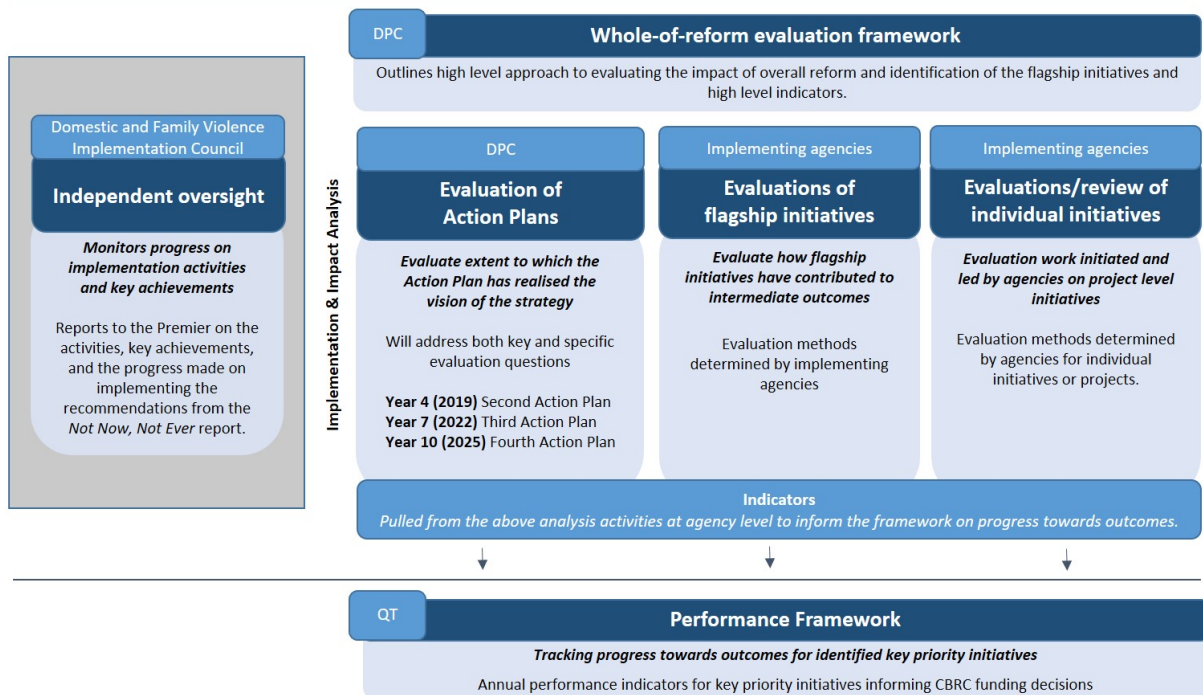 DPC
Whole-of-reform evaluation framework
Outlines high level approach to evaluating the impact of overall reform and identification of the flagship initiatives and
high level indicators.
Domestic and Family Violence
Implementation Council
Independent oversight
Monitors progress on
implementation activities
and key achievements
Reports to the Premier on the
activities, key achievements,
and the progress made on
implementing the
recommendations from the
Not Now, Not Ever report.
Implementation & Impact Analysis
DPC
Evaluation of
Action Plans
Evaluate extent to which the
Action Plan has realised the
vision of the strategy
Will address both key and specific
evaluation questions
Year 4 (2019) Second Action Plan
Year 7 (2022) Third Action Plan
Year 10 (2025) Fourth Action Plan
Implementing agencies
Evaluations of
flagship initiatives
Evaluate how flagship
initiatives have contributed to
intermediate outcomes
Evaluation methods
determined by implementing
agencies
Implementing agencies
Evaluations/review of
individual initiatives
Evaluation work initiated and
led by agencies on project level
initiatives
Evaluation methods determined
by agencies for individual
initiatives or projects.
Indicators
Pulled from the above analysis activities at agency level to inform the framework on progress towards outcomes.
QT
Performance Framework
Tracking progress towards outcomes for identified key priority initiatives
Annual performance indicators for key priority initiatives informing CBRC funding decisions